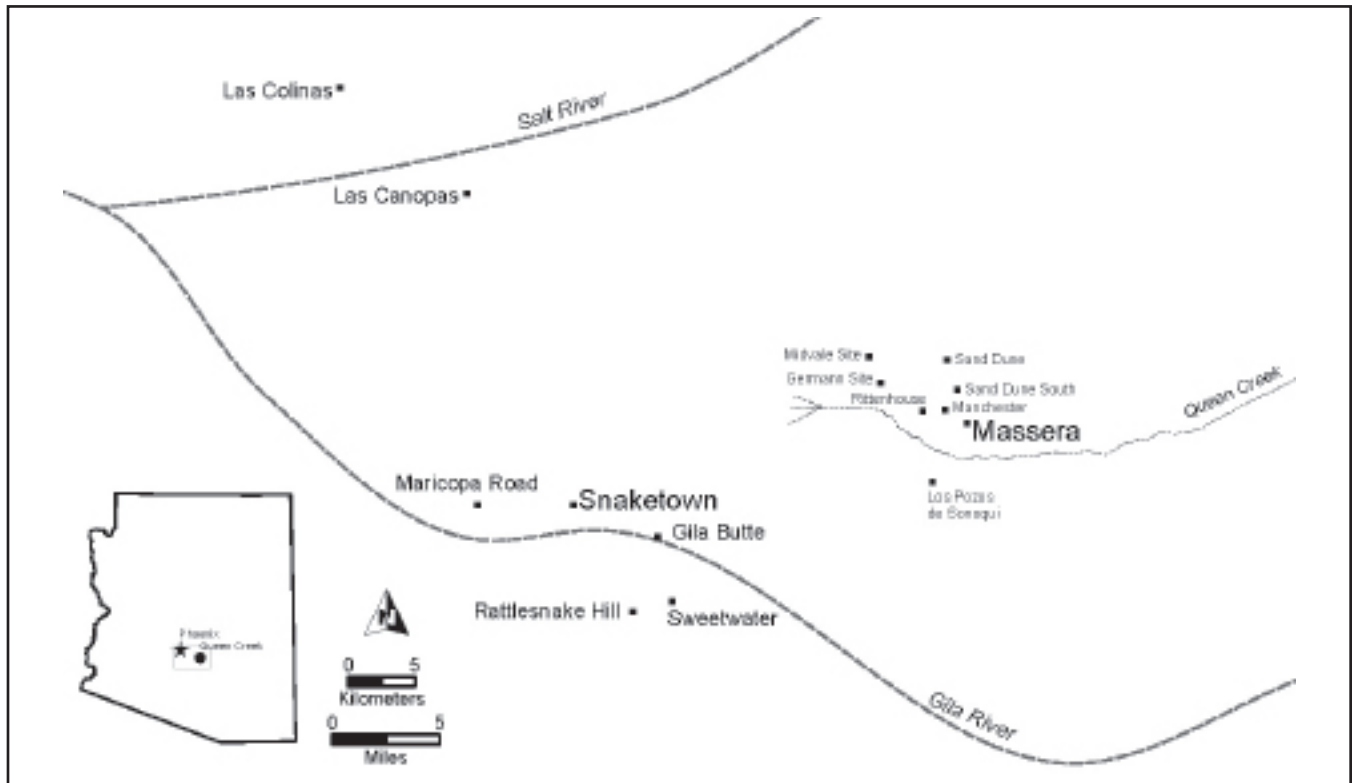 Las Colinas
Salt River
Las Canopas
Midvale Site
Sand Dune
Germann Site
Sand Dune South
Queen Creek
Rittenhouse
Manchester
Massera
Maricopa Road
Snaketown
Los Pozos
de Sonoqui
Gila Butte
Rattlesnake Hill
Sweetwater
Phoenix
Queen Creek
N
0 5
Kilometers
0 5
Miles
Gila River